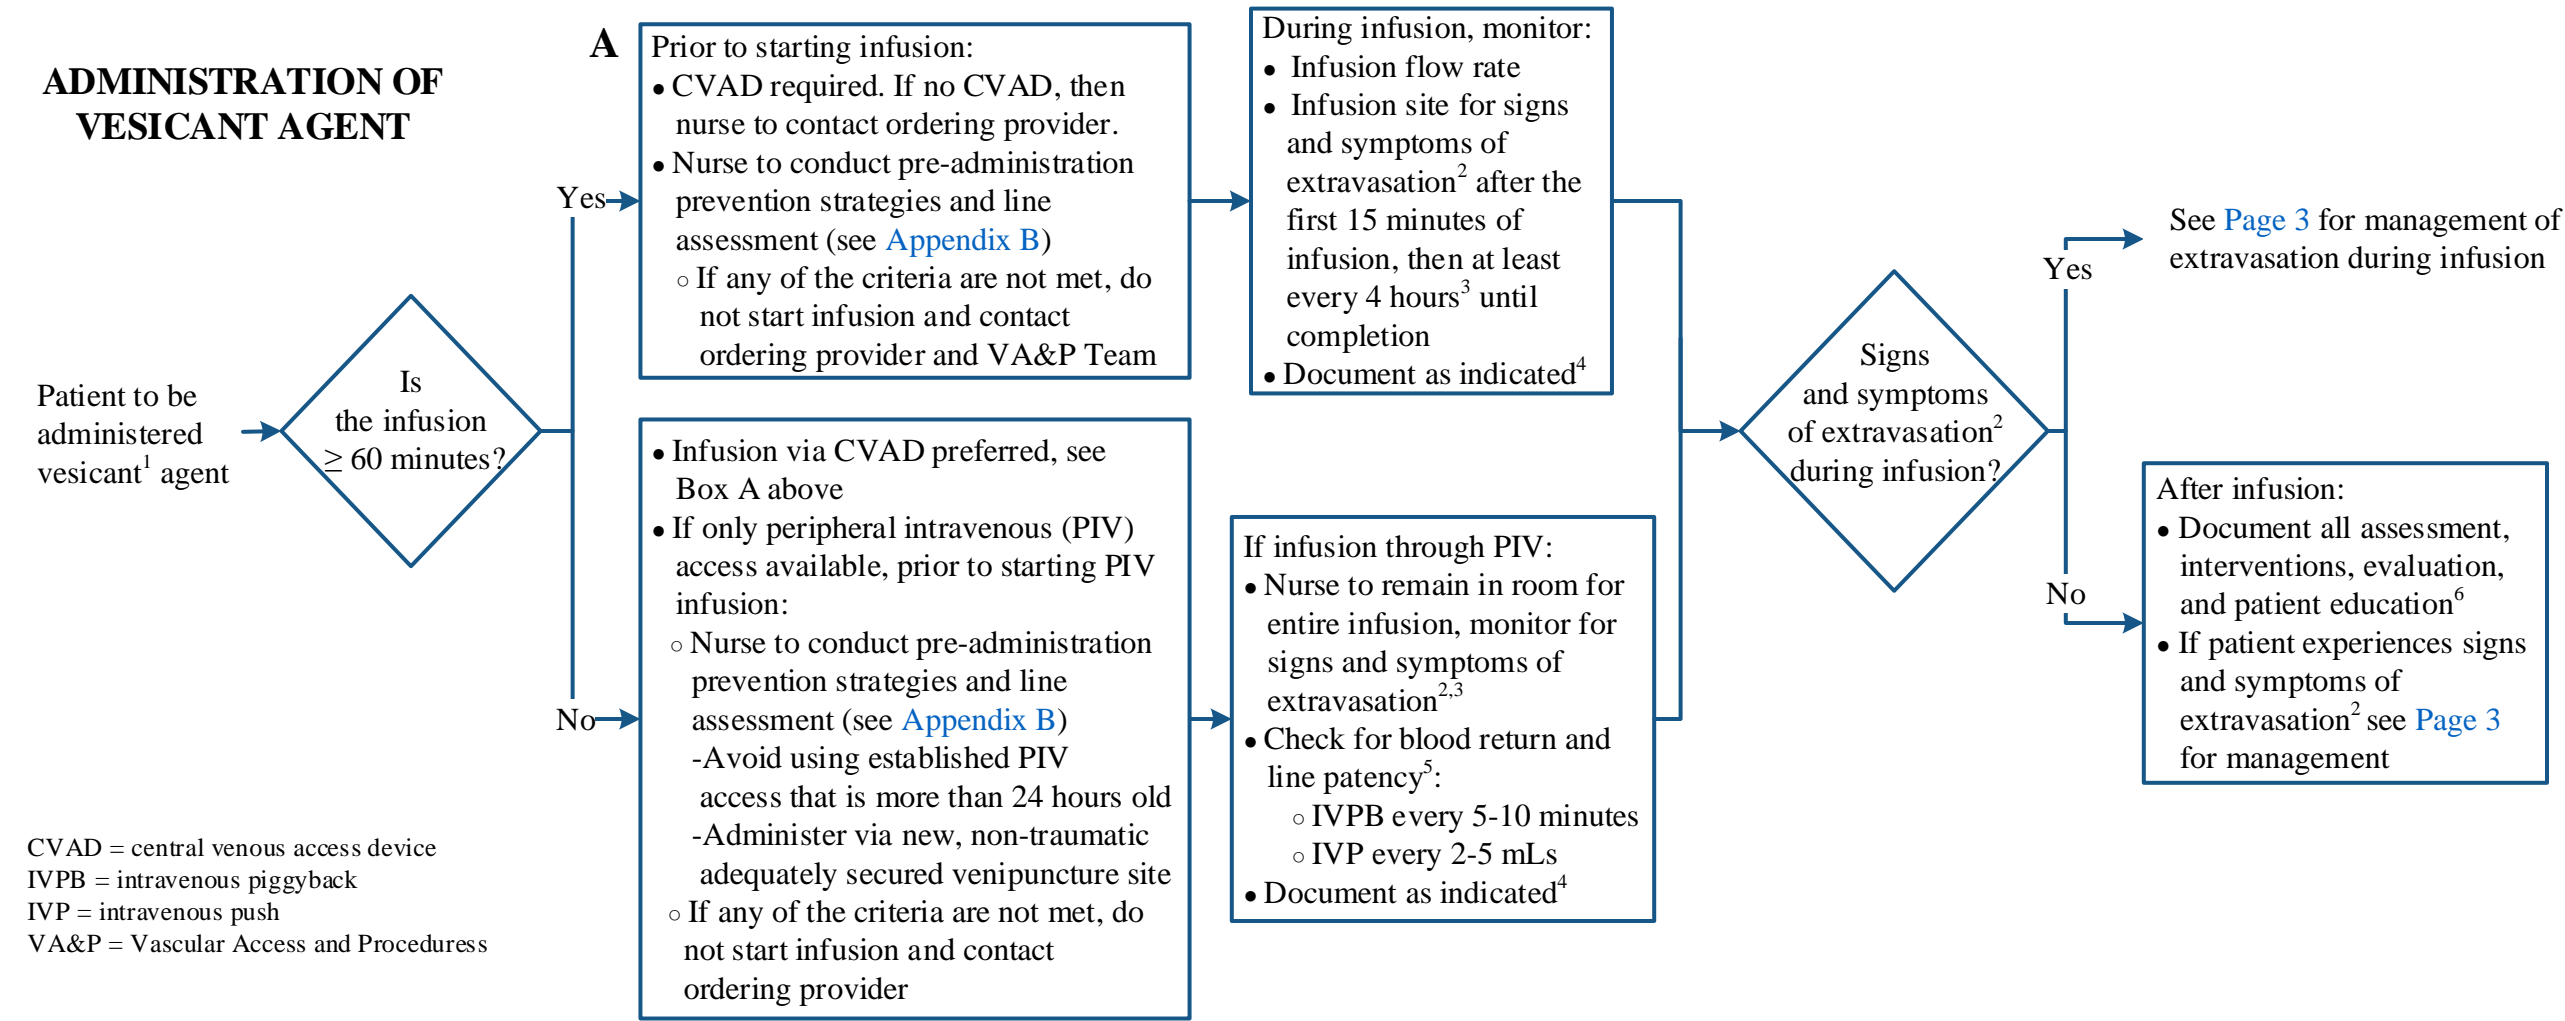 ADMINISTRATION OF
VESICANT AGENT
Patient to be
administered
vesicant¹ agent
Is
the infusion
≥ 60 minutes?
Yes
A
Prior to starting infusion:
● CVAD required. If no CVAD, then
nurse to contact ordering provider.
● Nurse to conduct pre-administration
prevention strategies and line
assessment (see Appendix B)
○ If any of the criteria are not met, do
not start infusion and contact
ordering provider and VA&P Team
During infusion, monitor:
● Infusion flow rate
● Infusion site for signs
and symptoms of
extravasation² after the
first 15 minutes of
infusion, then at least
every 4 hours³ until
completion
● Document as indicated⁴
No
● Infusion via CVAD preferred, see
Box A above
● If only peripheral intravenous (PIV)
access available, prior to starting PIV
infusion:
○ Nurse to conduct pre-administration
prevention strategies and line
assessment (see Appendix B)
-Avoid using established PIV
access that is more than 24 hours old
-Administer via new, non-traumatic
adequately secured venipuncture site
○ If any of the criteria are not met, do
not start infusion and contact
ordering provider
If infusion through PIV:
● Nurse to remain in room for
entire infusion, monitor for
signs and symptoms of
extravasation²,³
● Check for blood return and
line patency⁵:
○ IVPB every 5-10 minutes
○ IVP every 2-5 mLs
● Document as indicated⁴
Signs
and symptoms
of extravasation²
during infusion?
Yes
See Page 3 for management of
extravasation during infusion
No
After infusion:
● Document all assessment,
interventions, evaluation,
and patient education⁶
● If patient experiences signs
and symptoms of
extravasation² see Page 3
for management
CVAD = central venous access device
IVPB = intravenous piggyback
IVP = intravenous push
VA&P = Vascular Access and Proceduress